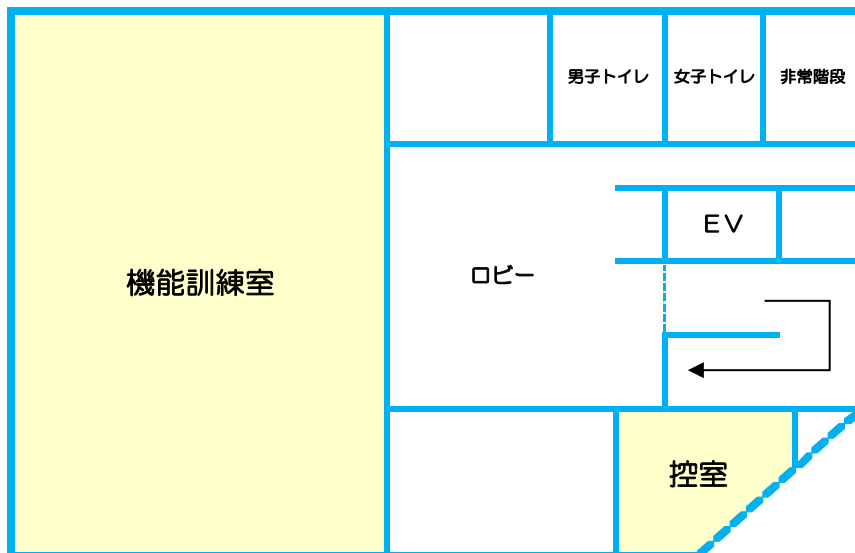 男子トイレ
女子トイレ
非常階段
ＥＶ
ロビー
機能訓練室
控室